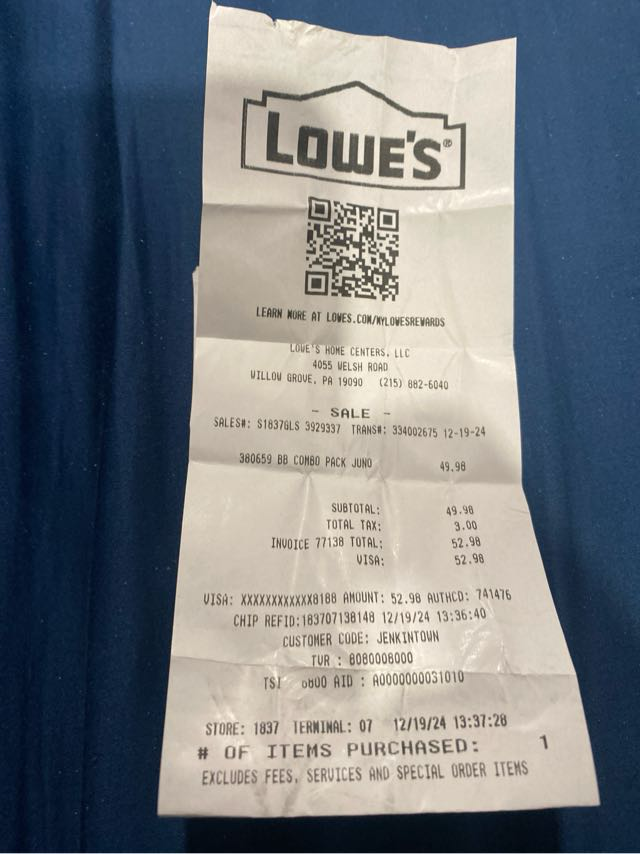 LOWE'S®
LEARN MORE AT LOWES.COM/MYLOWESREWARDS
LOWE'S HOME CENTERS, LLC
4055 WELSH ROAD
WILLOW GROVE, PA 19090 (215) 882-6040
- SALE -
SALES#: S1837GLS 3929337 TRANS#: 334002675 12-19-24
380659 BB COMBO PACK JUNO 49.98
SUBTOTAL: 49.98
TOTAL TAX: 3.00
INVOICE 77138 TOTAL: 52.98
VISA: 52.98
VISA: XXXXXXXXXXXX8188 AMOUNT: 52.98 AUTHCD: 741476
CHIP REFID:183707138148 12/19/24 13:36:40
CUSTOMER CODE: JENKINTOWN
TVR : 8080008000
TSI AID : A0000000031010
STORE: 1837 TERMINAL: 07 12/19/24 13:37:28
# OF ITEMS PURCHASED: 1
EXCLUDES FEES, SERVICES AND SPECIAL ORDER ITEMS